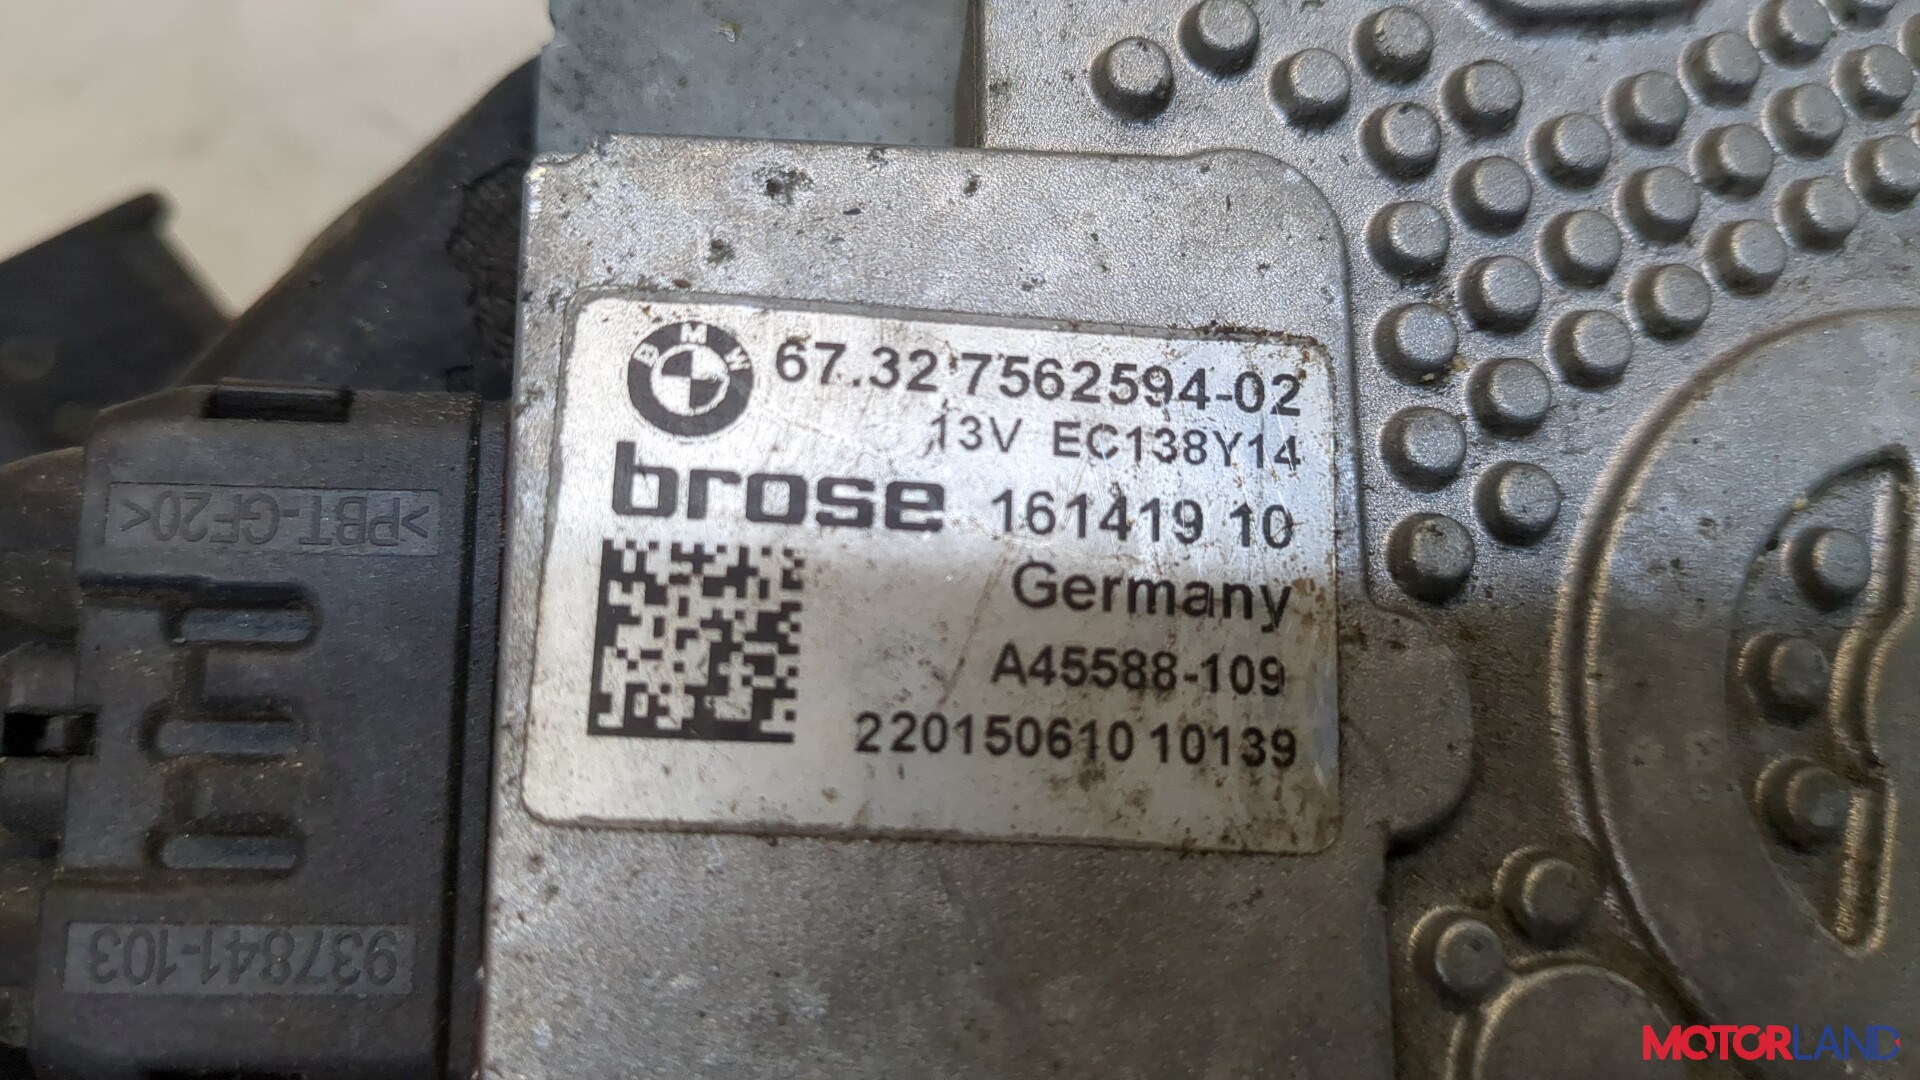 BMW
67.32 7562594-02
13V EC138Y14
brose 161419 10
Germany
A45588-109
220150610 10139
>PBT-GF20<
937841-103
MOTORLAND